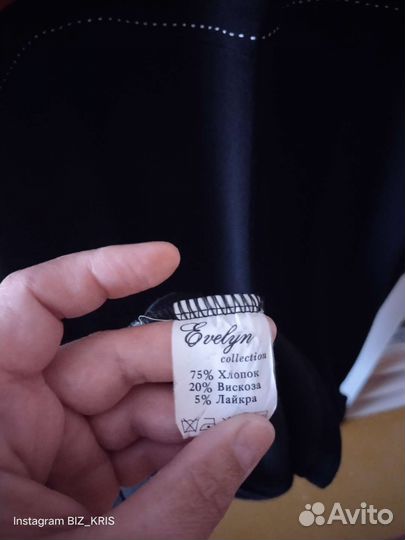 Evelyn
collection
75% Хлопок
20% Вискоза
5% Лайкра
Instagram BIZ_KRIS
Avito